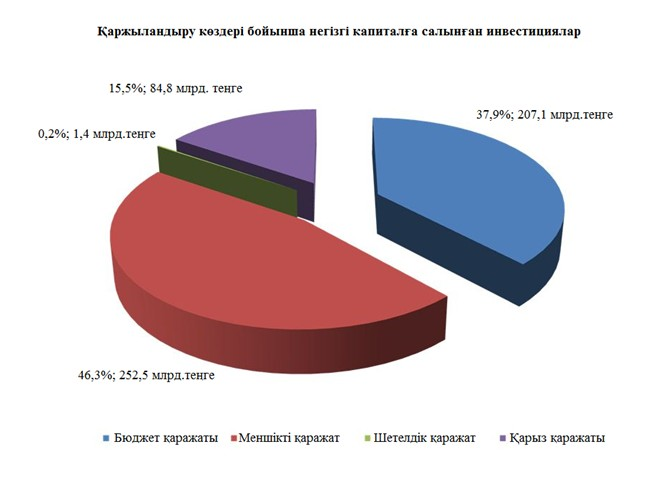 Қаржыландыру көздері бойынша негізгі капиталға салынған инвестициялар
15,5%; 84,8 млрд. тенге
37,9%; 207,1 млрд.тенге
0,2%; 1,4 млрд.тенге
46,3%; 252,5 млрд.тенге
Бюджет қаражаты Меншікті қаражат Шетелдік қаражат Қарыз қаражаты